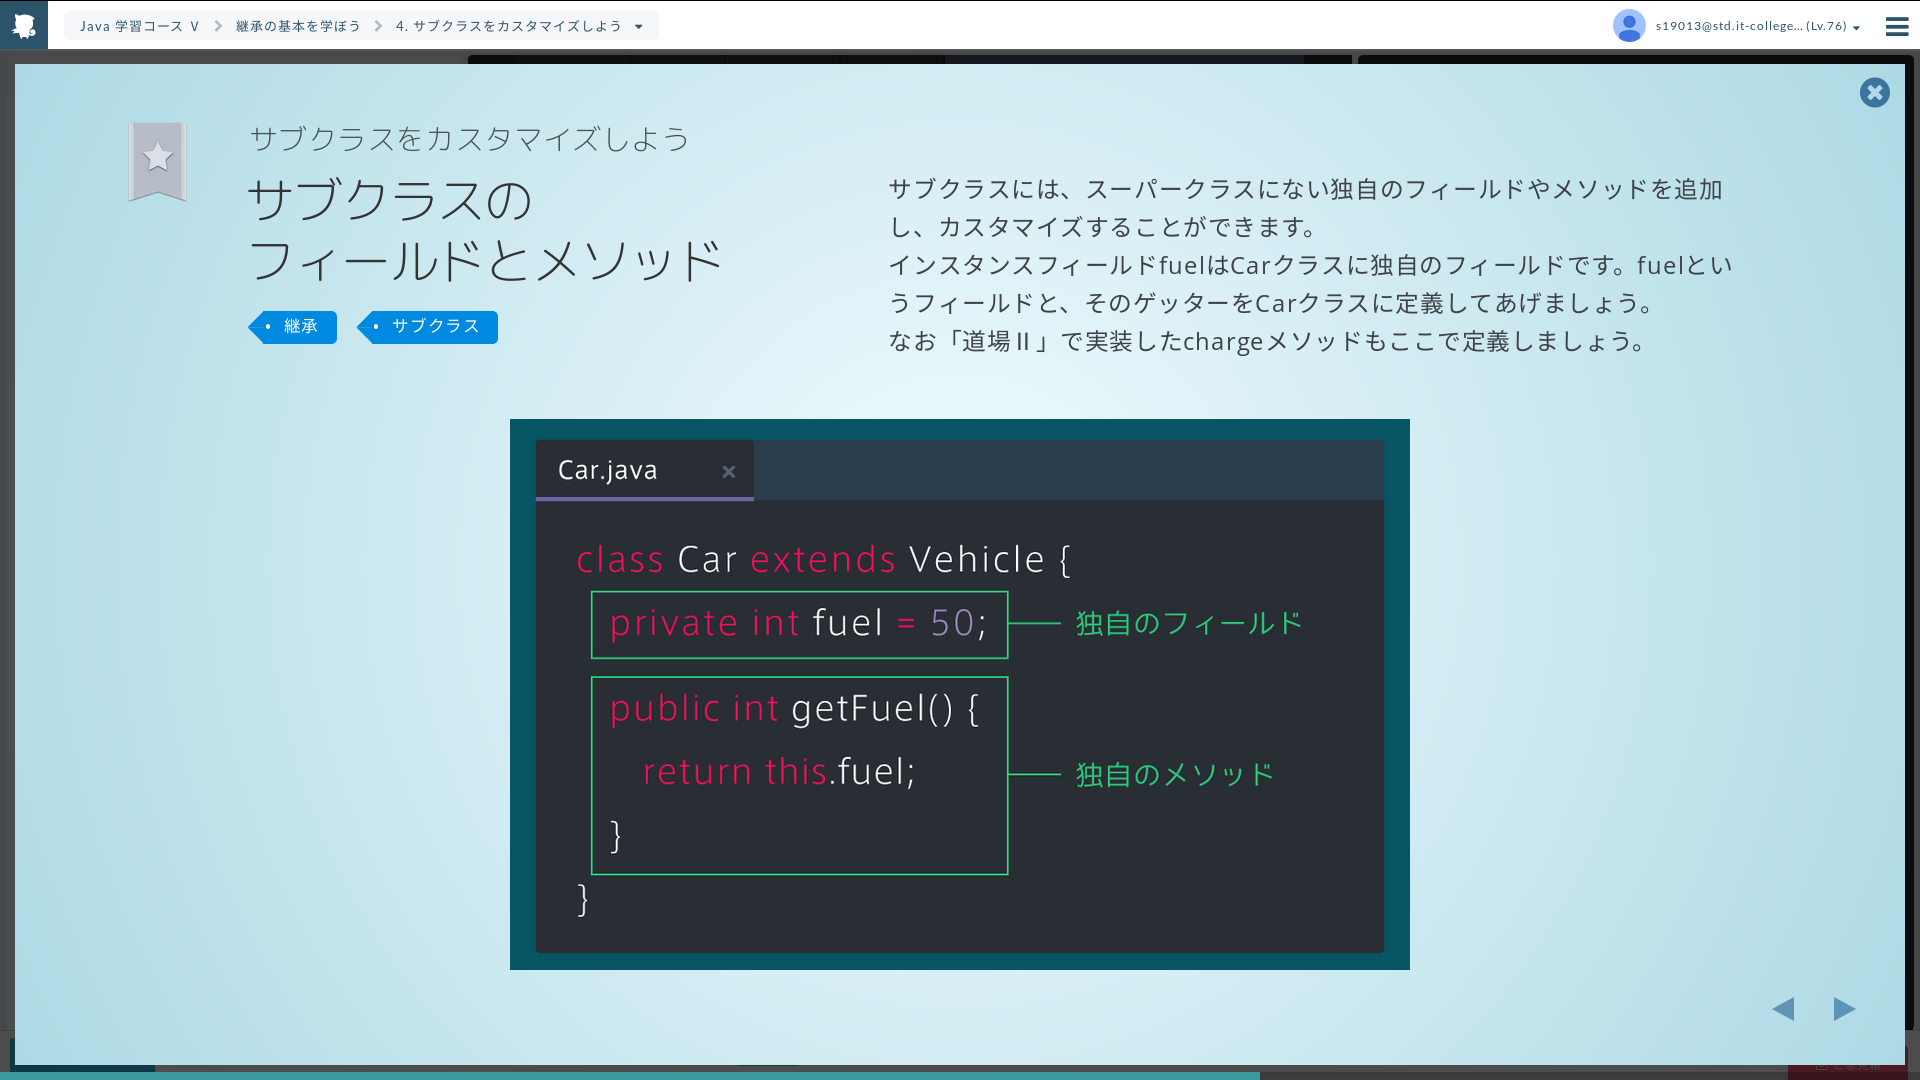 Java 学習コース Ⅴ
継承の基本を学ぼう
4. サブクラスをカスタマイズしよう
s19013@std.it-college... (Lv.76)
サブクラスをカスタマイズしよう
サブクラスの
フィールドとメソッド
継承
サブクラス
サブクラスには、スーパークラスにない独自のフィールドやメソッドを追加
し、カスタマイズすることができます。
インスタンスフィールドfuelはCarクラスに独自のフィールドです。fuelとい
うフィールドと、そのゲッターをCarクラスに定義してあげましょう。
なお「道場Ⅱ」で実装したchargeメソッドもここで定義しましょう。
Car.java
class Car extends Vehicle {
private int fuel = 50;
独自のフィールド
public int getFuel() {
return this.fuel;
独自のメソッド
}
}